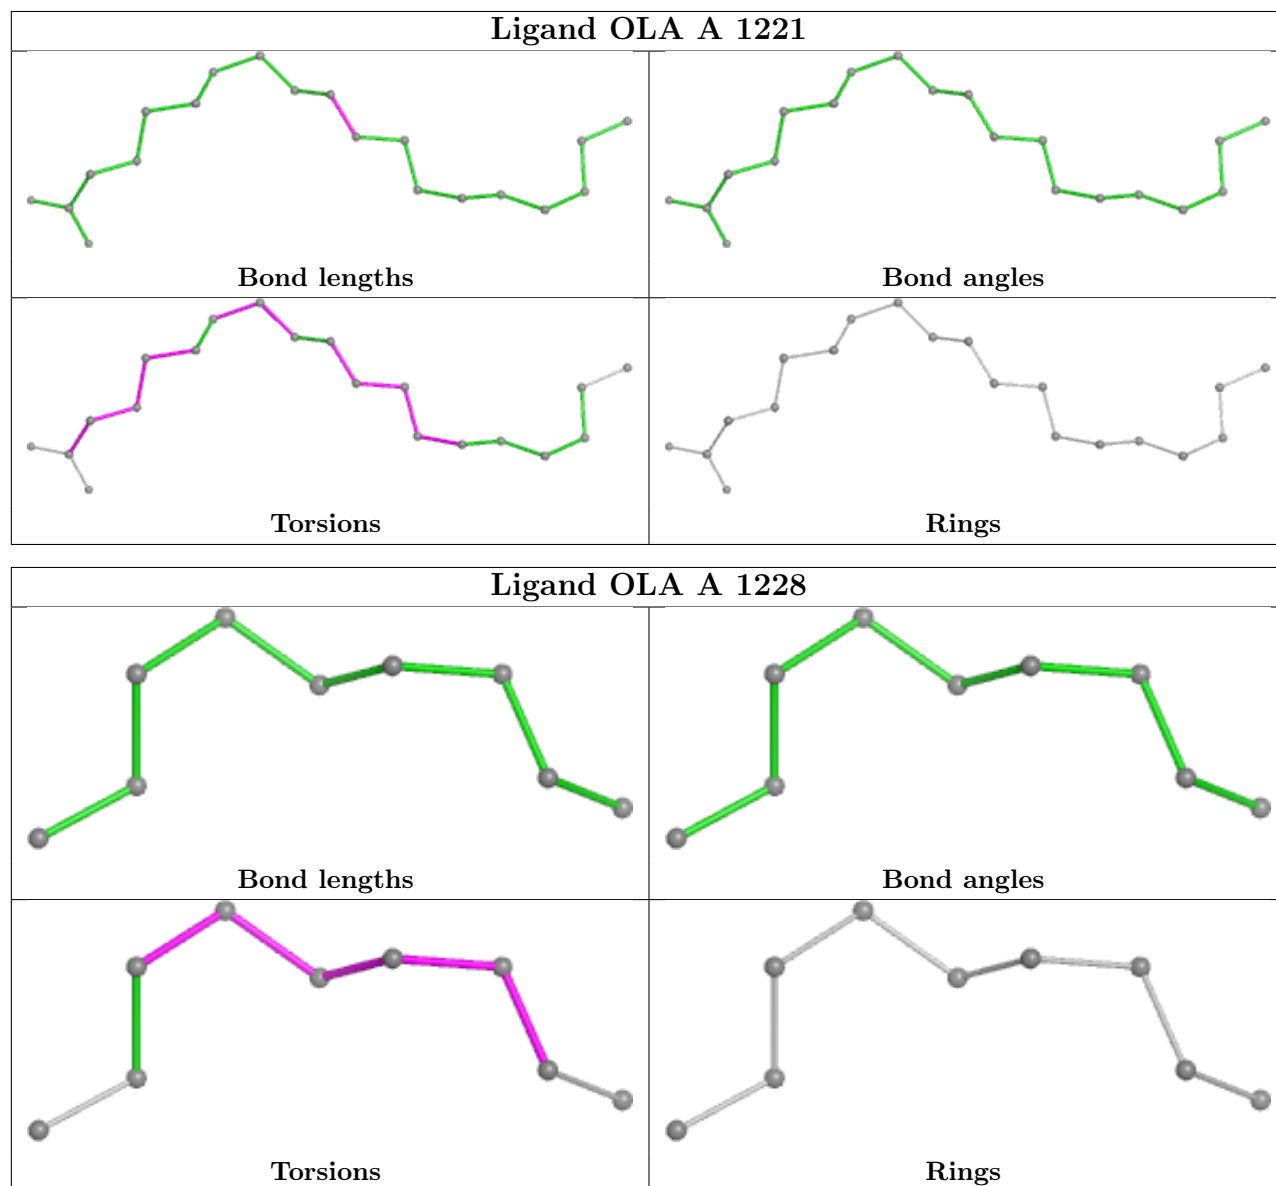 Ligand OLA A 1221
Bond lengths
Bond angles
Torsions
Rings
Ligand OLA A 1228
Bond lengths
Bond angles
Torsions
Rings